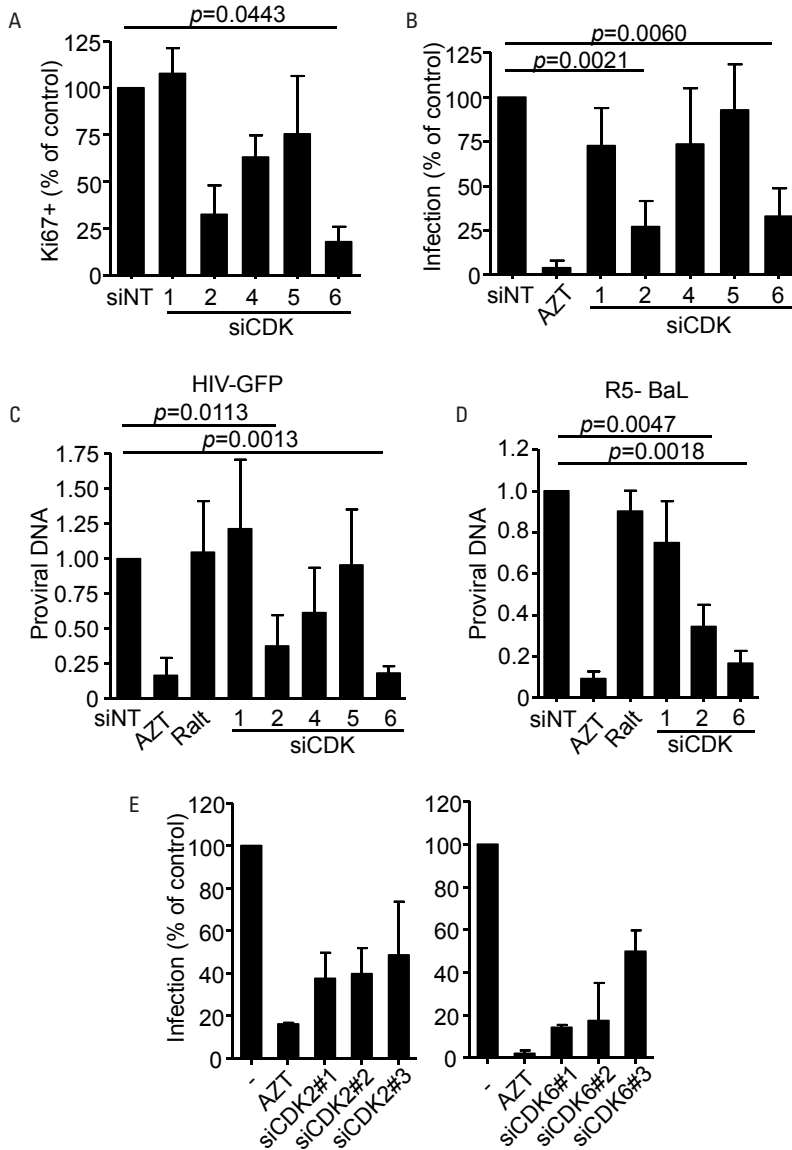 A
p=0.0443
125
100
75
50
25
0
Ki67+ (% of control)
siNT 1 2 4 5 6
siCDK
B
p=0.0060
p=0.0021
125
100
75
50
25
0
Infection (% of control)
siNT AZT 1 2 4 5 6
siCDK
C
HIV-GFP
p=0.0113
p=0.0013
1.75
1.50
1.25
1.00
0.75
0.50
0.25
0
Proviral DNA
siNT AZT Ralt 1 2 4 5 6
siCDK
D
R5- BaL
p=0.0047
p=0.0018
1.2
1.0
0.8
0.6
0.4
0.2
0
Proviral DNA
siNT AZT Ralt 1 2 6
siCDK
E
120
100
80
60
40
20
0
Infection (% of control)
- AZT siCDK2#1 siCDK2#2 siCDK2#3
120
100
80
60
40
20
0
- AZT siCDK6#1 siCDK6#2 siCDK6#3